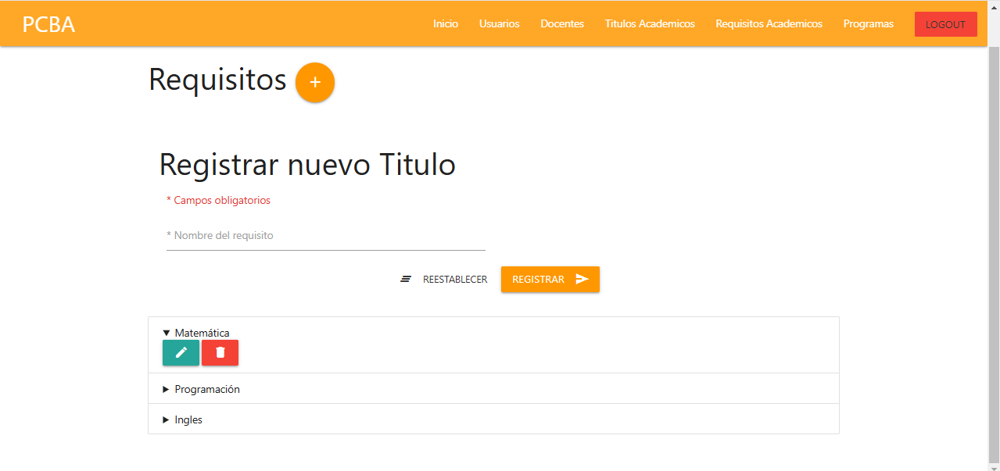 PCBA Inicio Usuarios Docentes Titulos Academicos Requisitos Academicos Programas LOGOUT
Requisitos +
Registrar nuevo Titulo
* Campos obligatorios
* Nombre del requisito
REESTABLECER REGISTRAR
Matemática
Programación
Ingles